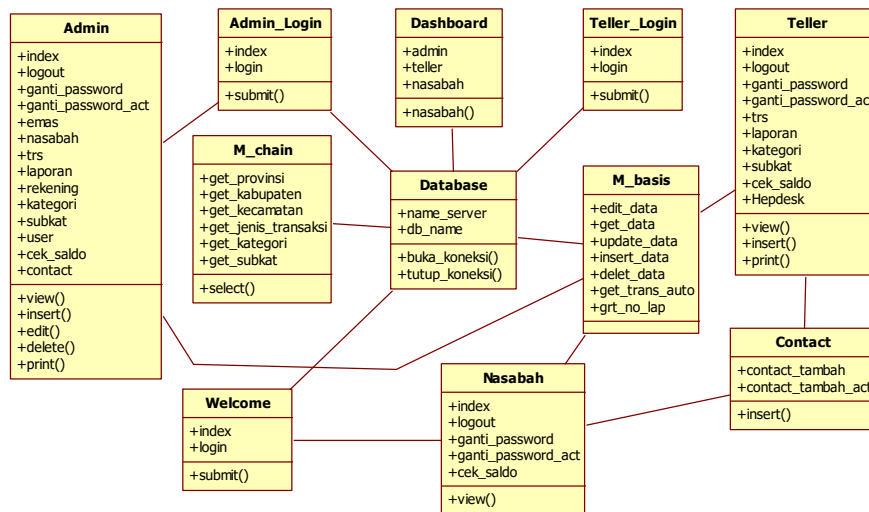 Admin
+index
+logout
+ganti_password
+ganti_password_act
+emas
+nasabah
+trs
+laporan
+rekening
+kategori
+subkat
+user
+cek_saldo
+contact
+view()
+insert()
+edit()
+delete()
+print()
Admin_Login
+index
+login
+submit()
Dashboard
+admin
+teller
+nasabah
+nasabah()
Teller_Login
+index
+login
+submit()
Teller
+index
+logout
+ganti_password
+ganti_password_act
+trs
+laporan
+kategori
+subkat
+cek_saldo
+Hepdesk
+view()
+insert()
+print()
M_chain
+get_provinsi
+get_kabupaten
+get_kecamatan
+get_jenis_transaksi
+get_kategori
+get_subkat
+select()
Database
+name_server
+db_name
+buka_koneksi()
+tutup_koneksi()
M_basis
+edit_data
+get_data
+update_data
+insert_data
+delet_data
+get_trans_auto
+grt_no_lap
Contact
+contact_tambah
+contact_tambah_act
+insert()
Welcome
+index
+login
+submit()
Nasabah
+index
+logout
+ganti_password
+ganti_password_act
+cek_saldo
+view()